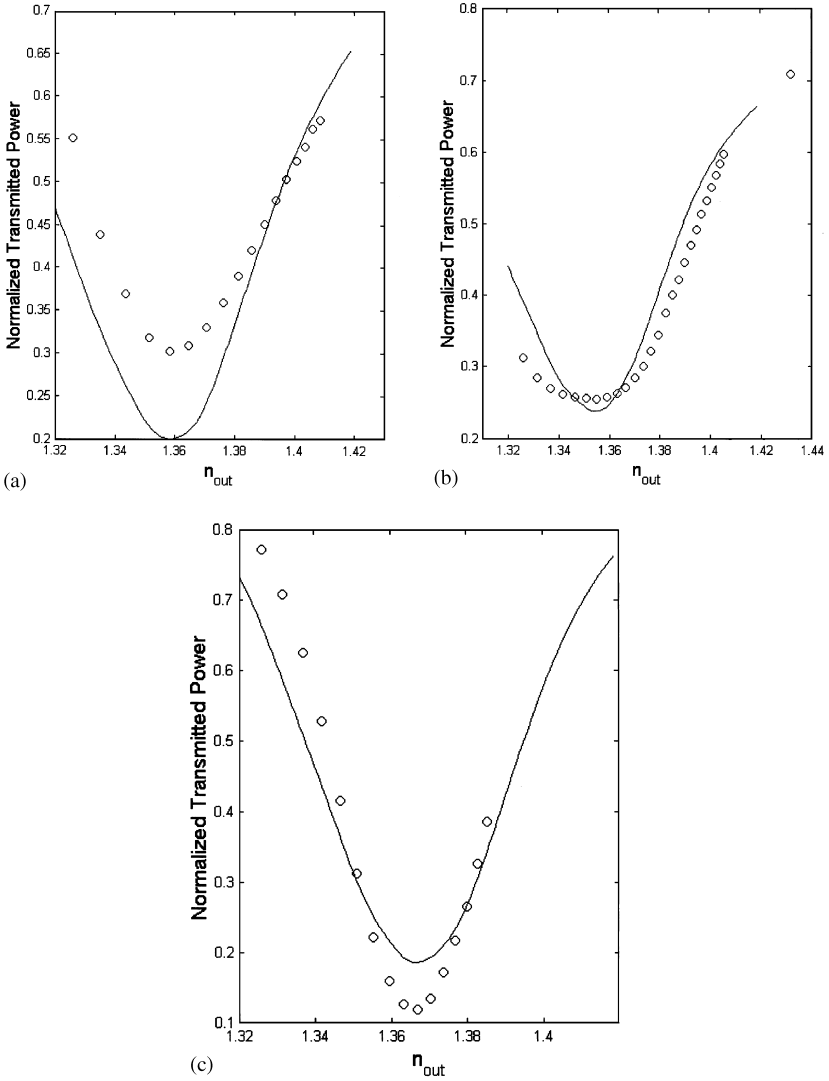 0.7
0.65
0.6
0.55
0.5
0.45
0.4
0.35
0.3
0.25
0.2
1.32 1.34 1.36 1.38 1.4 1.42
Normalized Transmitted Power
n_out
(a)
0.8
0.7
0.6
0.5
0.4
0.3
0.2
1.32 1.34 1.36 1.38 1.4 1.42 1.44
Normalized Transmitted Power
n_out
(b)
0.8
0.7
0.6
0.5
0.4
0.3
0.2
0.1
1.32 1.34 1.36 1.38 1.4
Normalized Transmitted Power
n_out
(c)